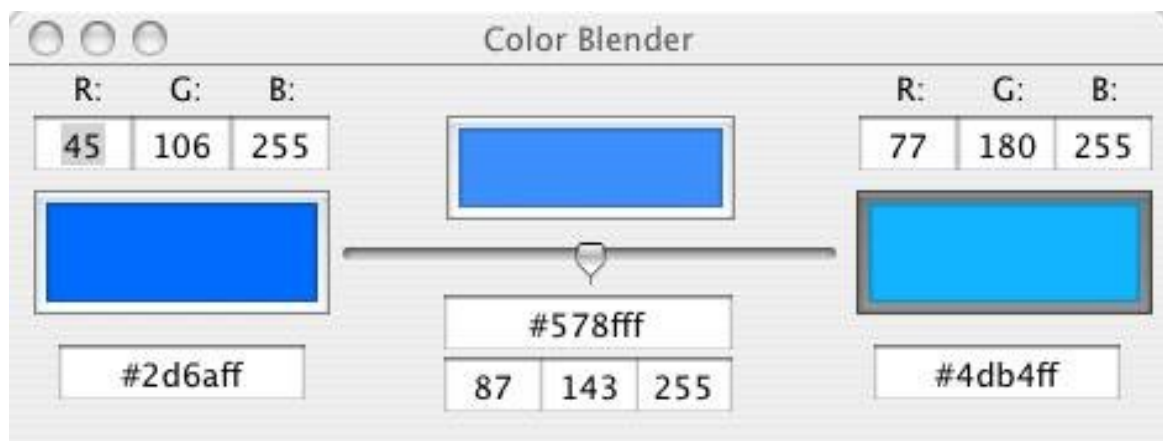 Color Blender
R: G: B:
45 106 255
#2d6aff
#578fff
87 143 255
R: G: B:
77 180 255
#4db4ff